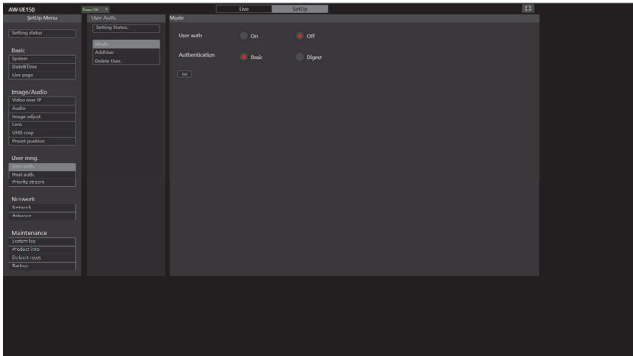 AW-UE150
Power ON
Live
SetUp
SetUp Menu
Setting status
Basic
System
Date&Time
Live page
Image/Audio
Video over IP
Audio
Image adjust
Lens
UHD crop
Preset position
User mng.
User auth.
Host auth.
Priority stream
Network
Network
Advance
Maintenance
System log
Product info
Default reset
Backup
User Auth.
Setting Status.
Mode
Add User
Delete User.
Mode
User auth
On
Off
Authentication
Basic
Digest
Set